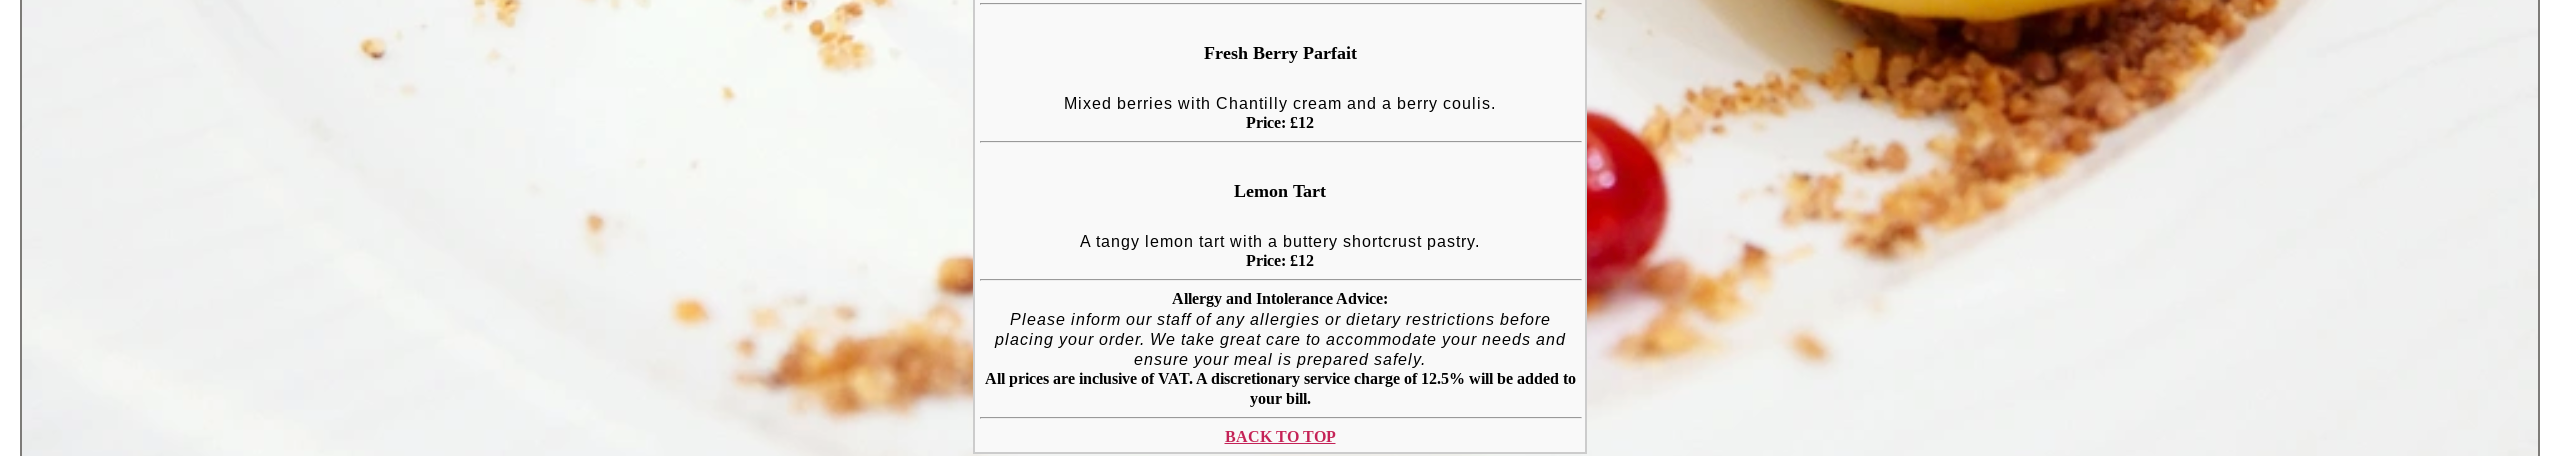 Fresh Berry Parfait
Mixed berries with Chantilly cream and a berry coulis.
Price: £12
Lemon Tart
A tangy lemon tart with a buttery shortcrust pastry.
Price: £12
Allergy and Intolerance Advice:
Please inform our staff of any allergies or dietary restrictions before
placing your order. We take great care to accommodate your needs and
ensure your meal is prepared safely.
All prices are inclusive of VAT. A discretionary service charge of 12.5% will be added to
your bill.
BACK TO TOP